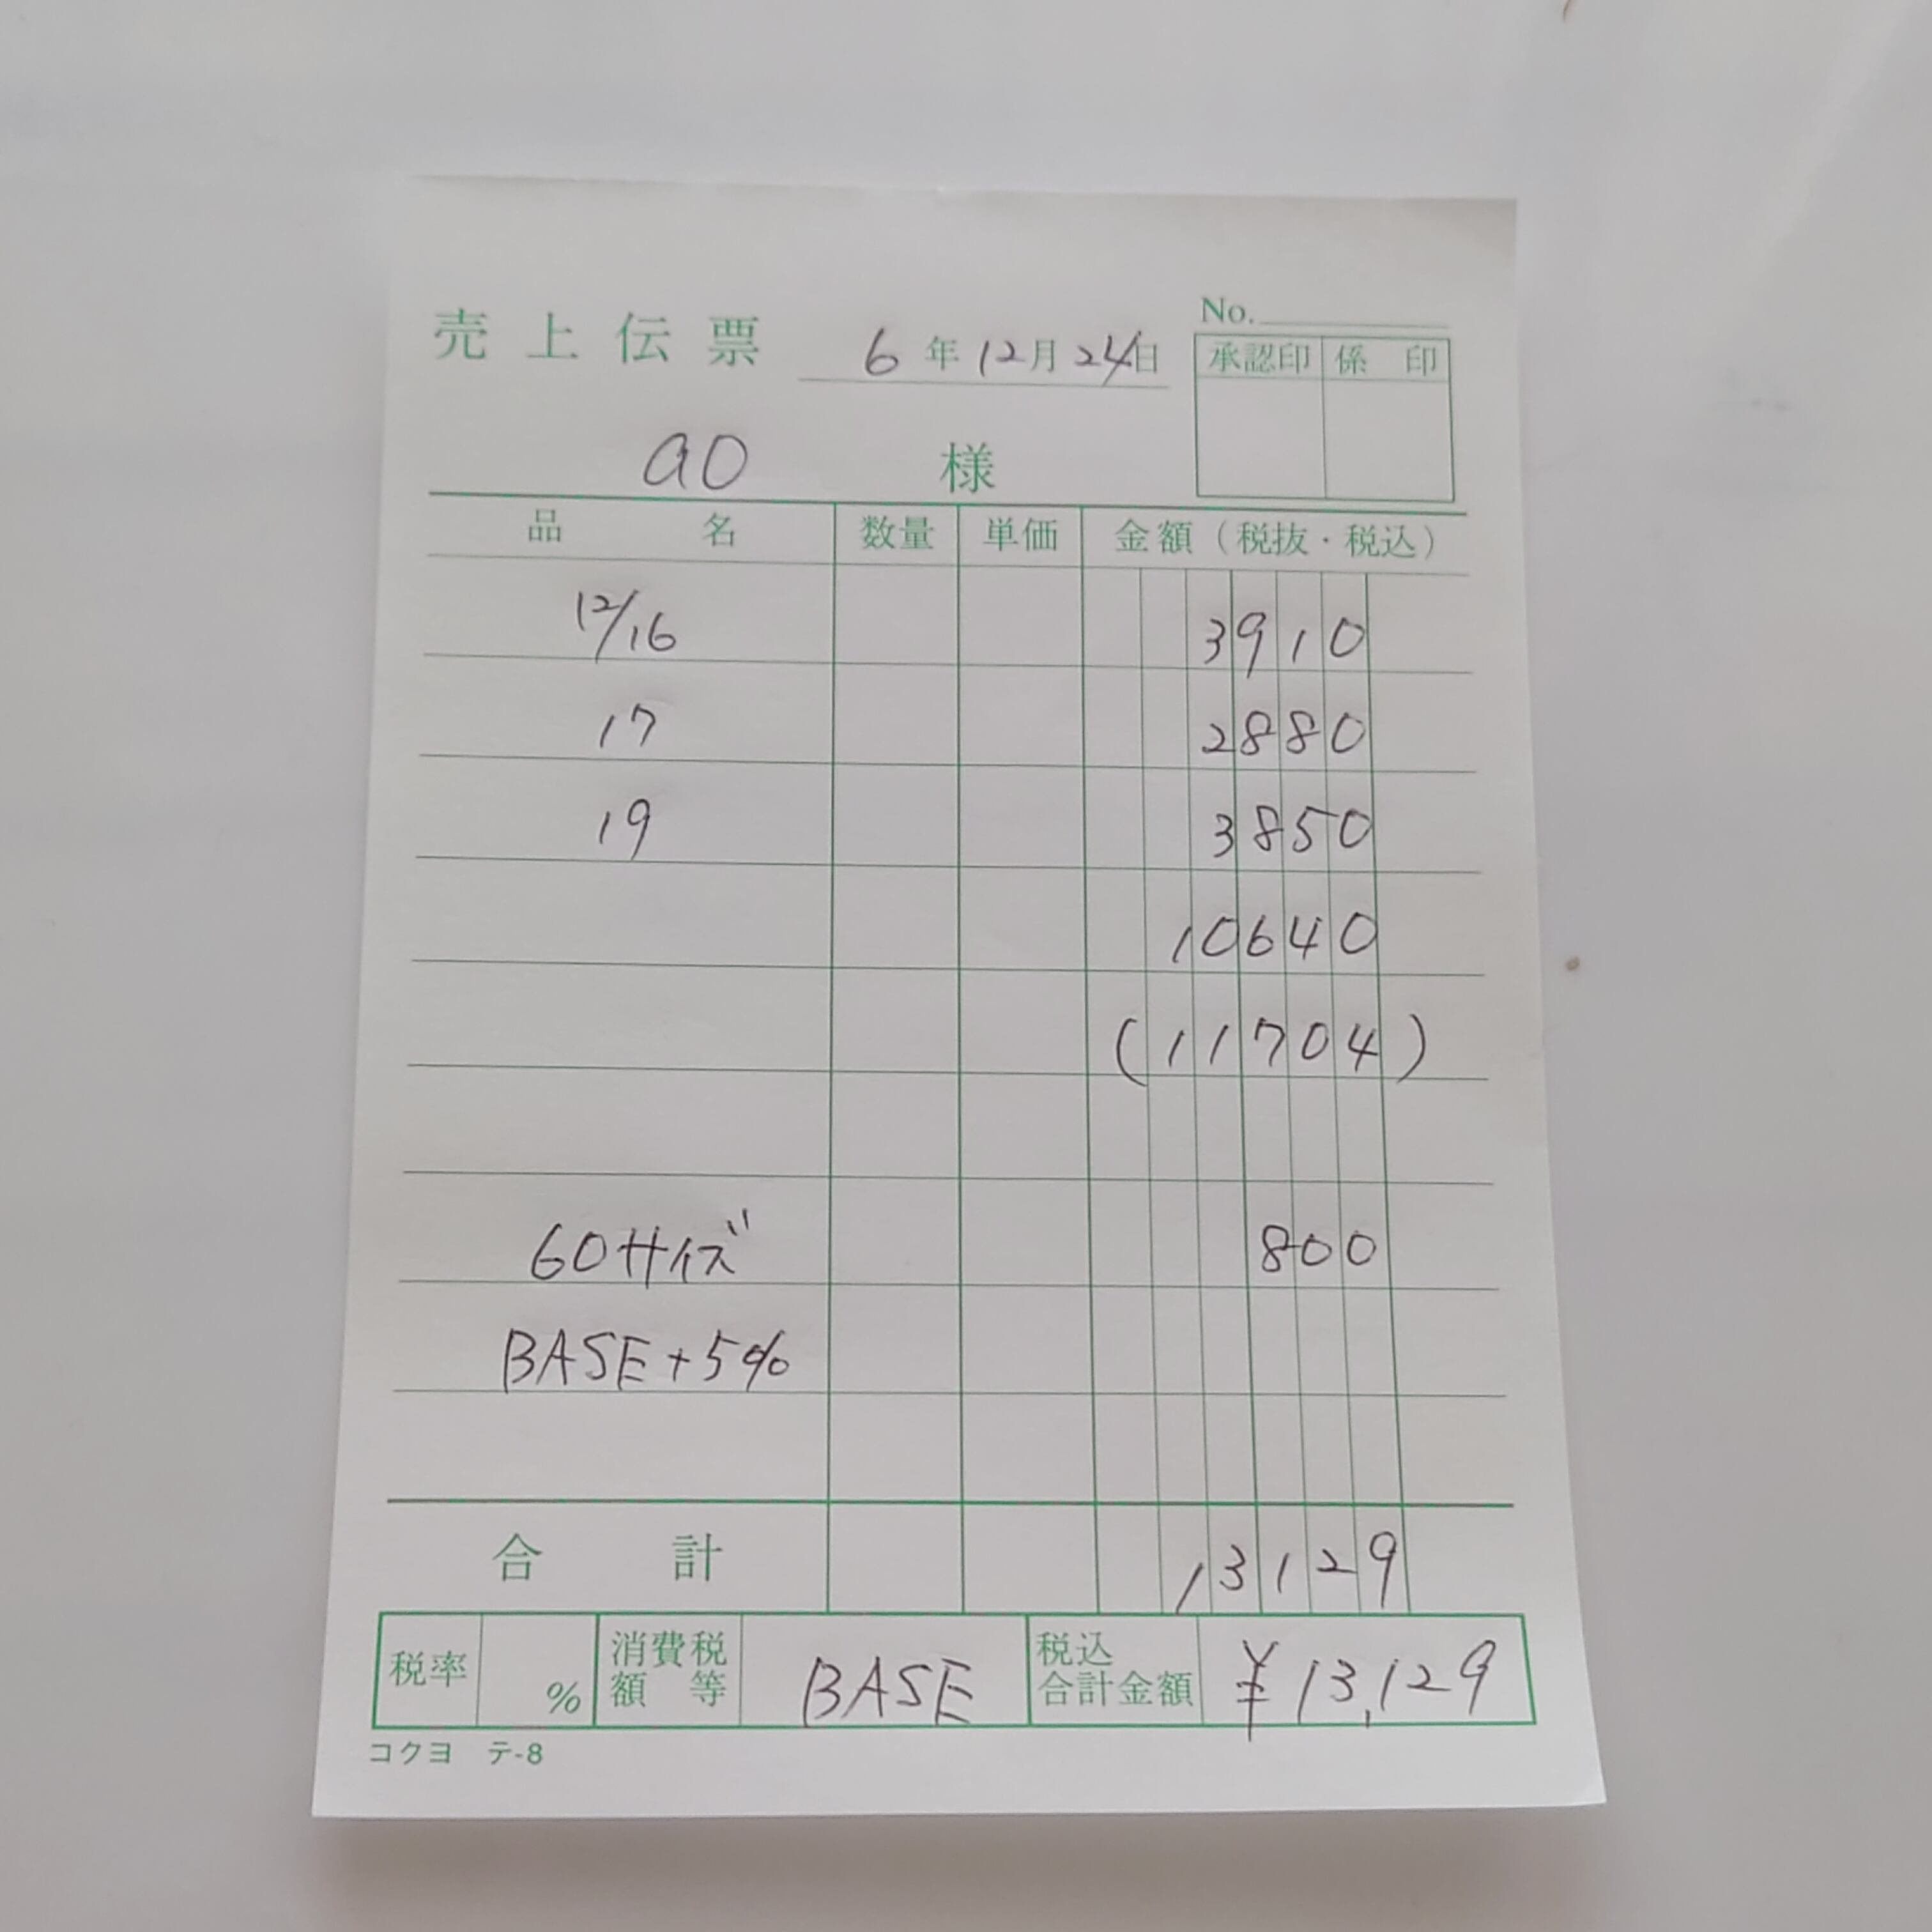 No.
売上伝票 6年12月24日
承認印 係印
ao 様
品名 数量 単価 金額(税抜・税込)
12/16 3910
17 2880
19 3850
10640
(11704)
60サイズ 800
BASE+5%
合計 13129
税率 % 消費税額等 BASE 税込合計金額 ¥13,129
コクヨ テ-8